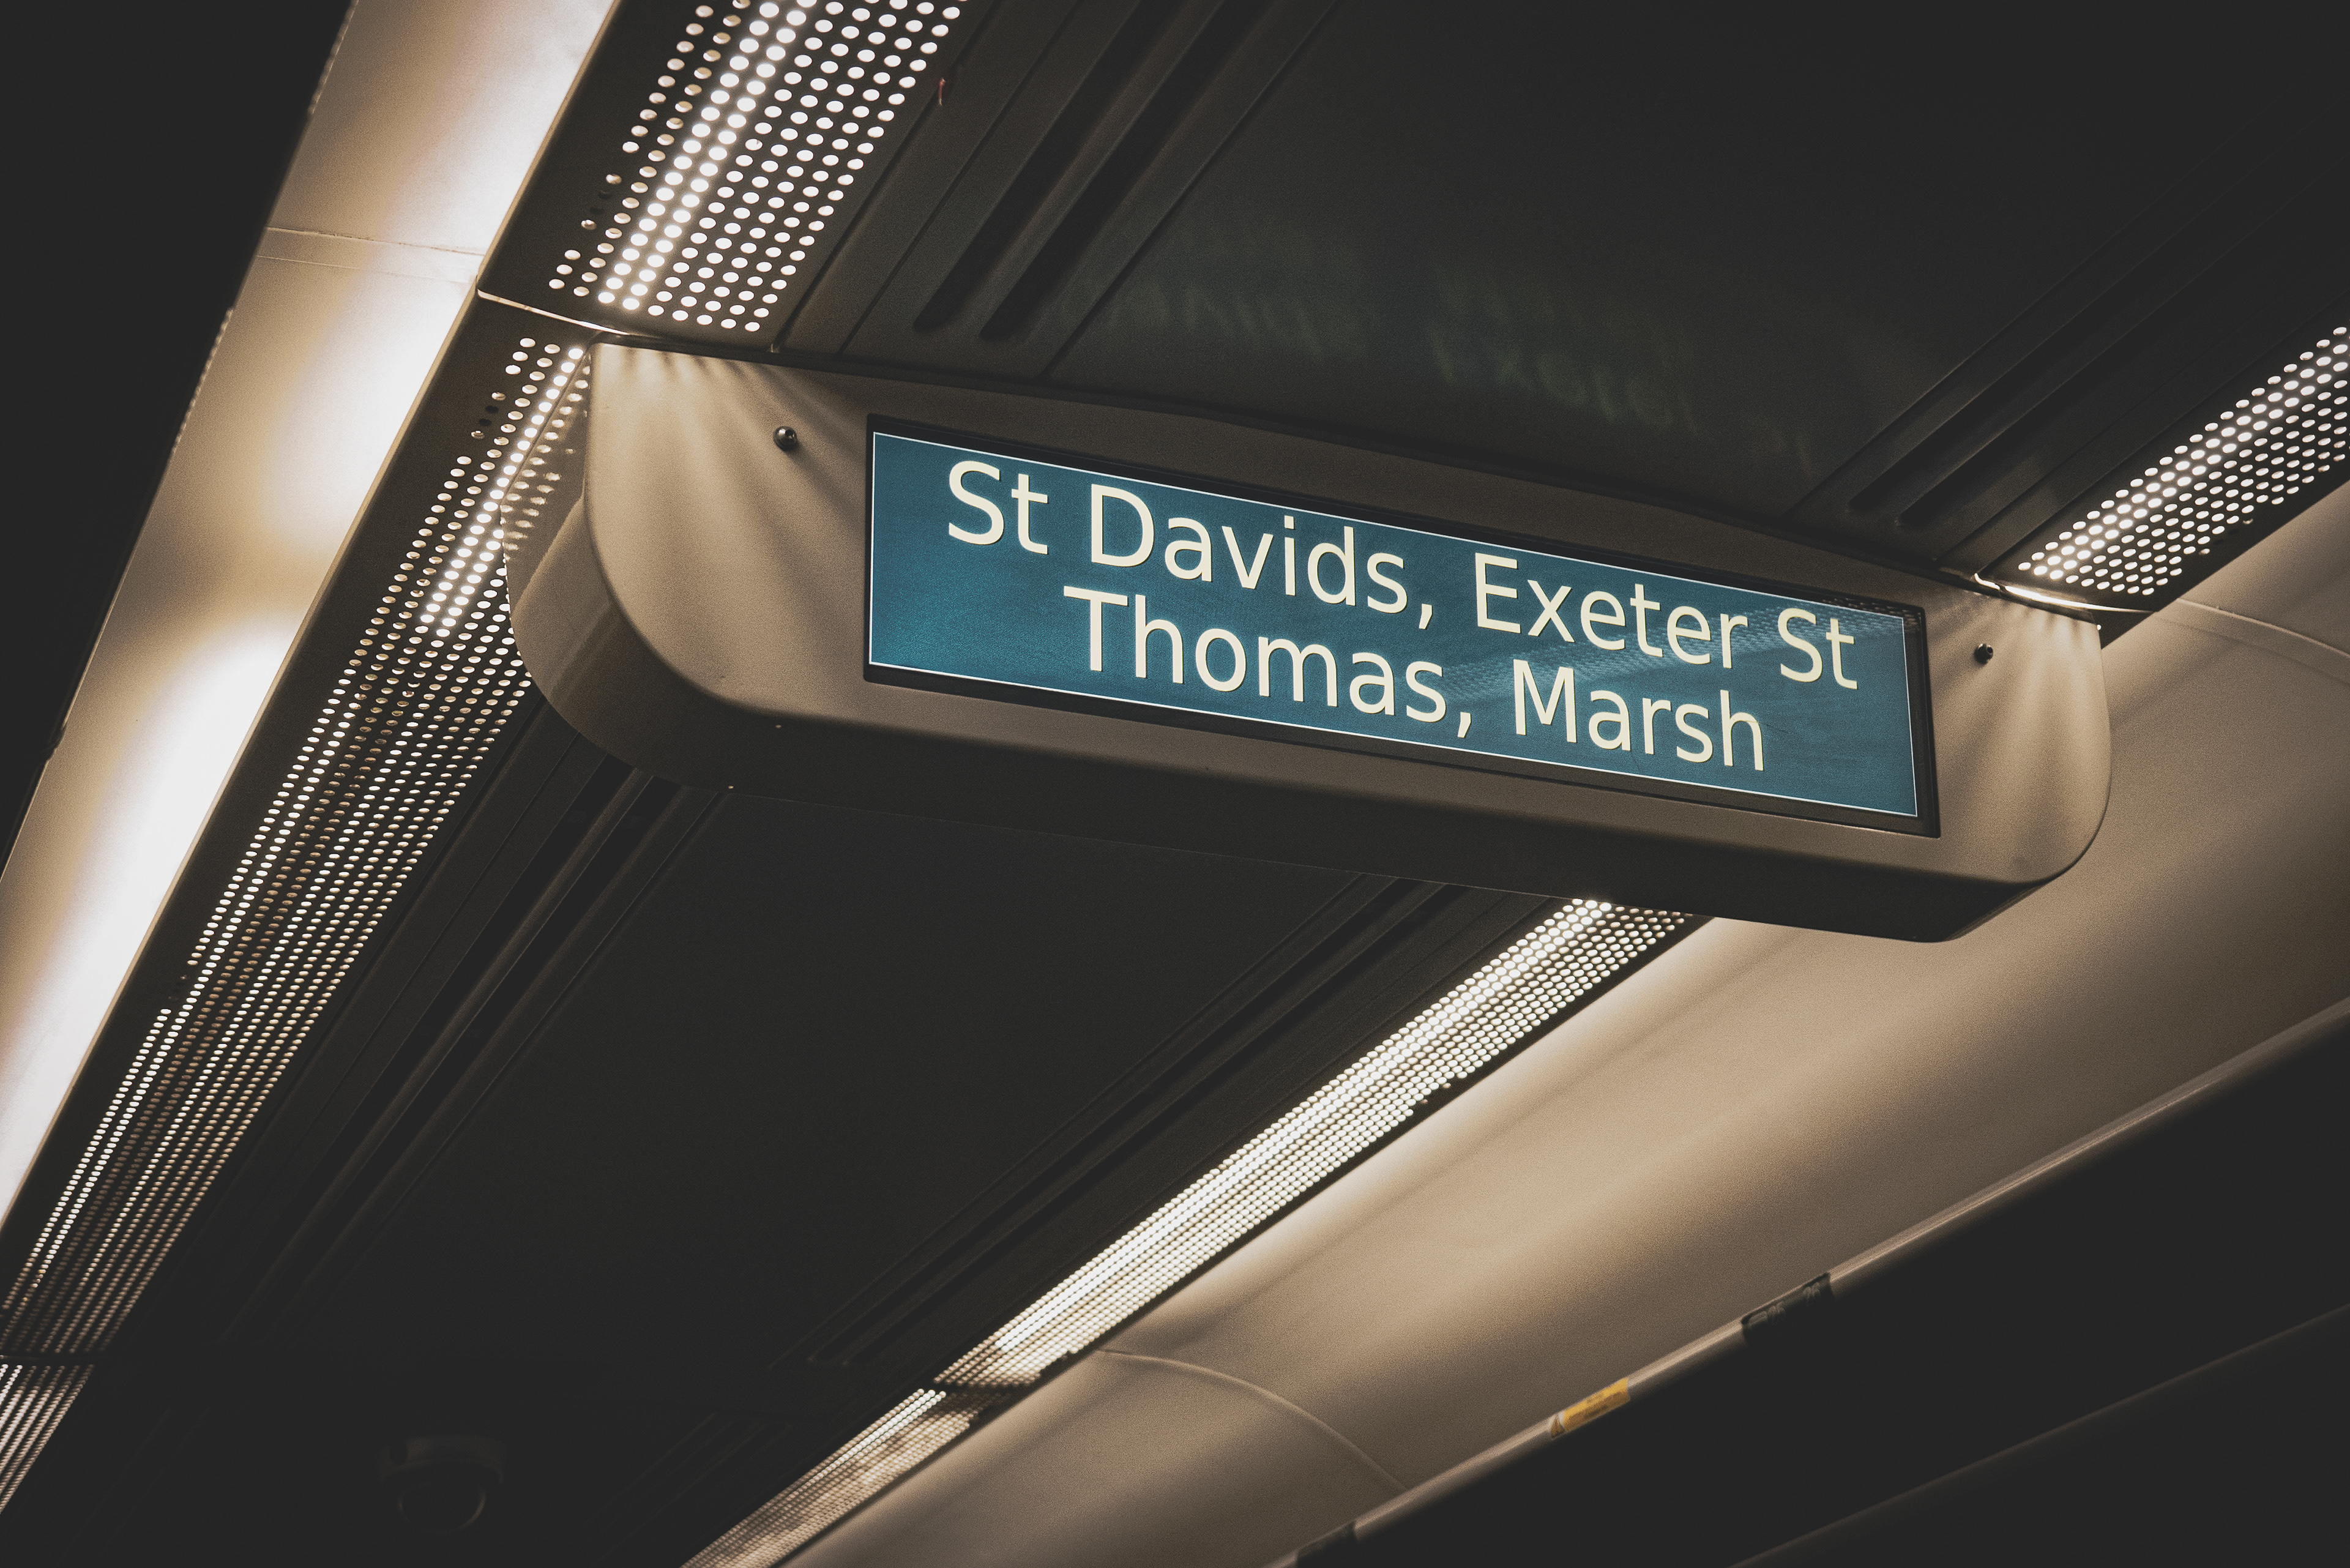 St Davids, Exeter St
Thomas, Marsh